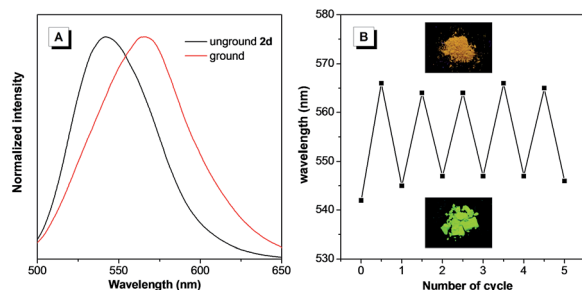 A
unground 2d
ground
Normalized intensity
500
550
600
650
Wavelength (nm)
B
wavelength (nm)
580
570
560
550
540
530
0
1
2
3
4
5
Number of cycle